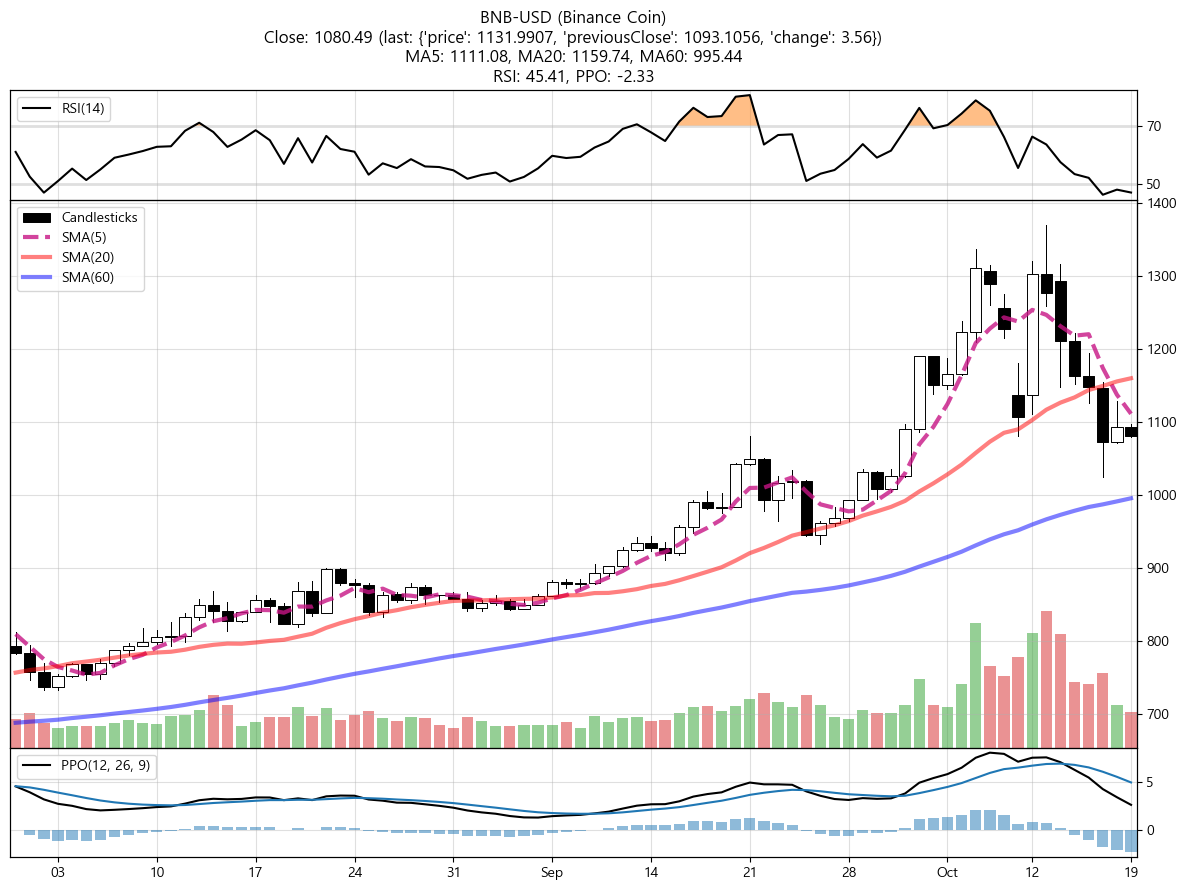 BNB-USD (Binance Coin)
Close: 1080.49 (last: {'price': 1131.9907, 'previousClose': 1093.1056, 'change': 3.56})
MA5: 1111.08, MA20: 1159.74, MA60: 995.44
RSI: 45.41, PPO: -2.33
RSI(14)
70
50
Candlesticks
SMA(5)
SMA(20)
SMA(60)
1400
1300
1200
1100
1000
900
800
700
PPO(12, 26, 9)
5
0
03 10 17 24 31 Sep 14 21 28 Oct 12 19